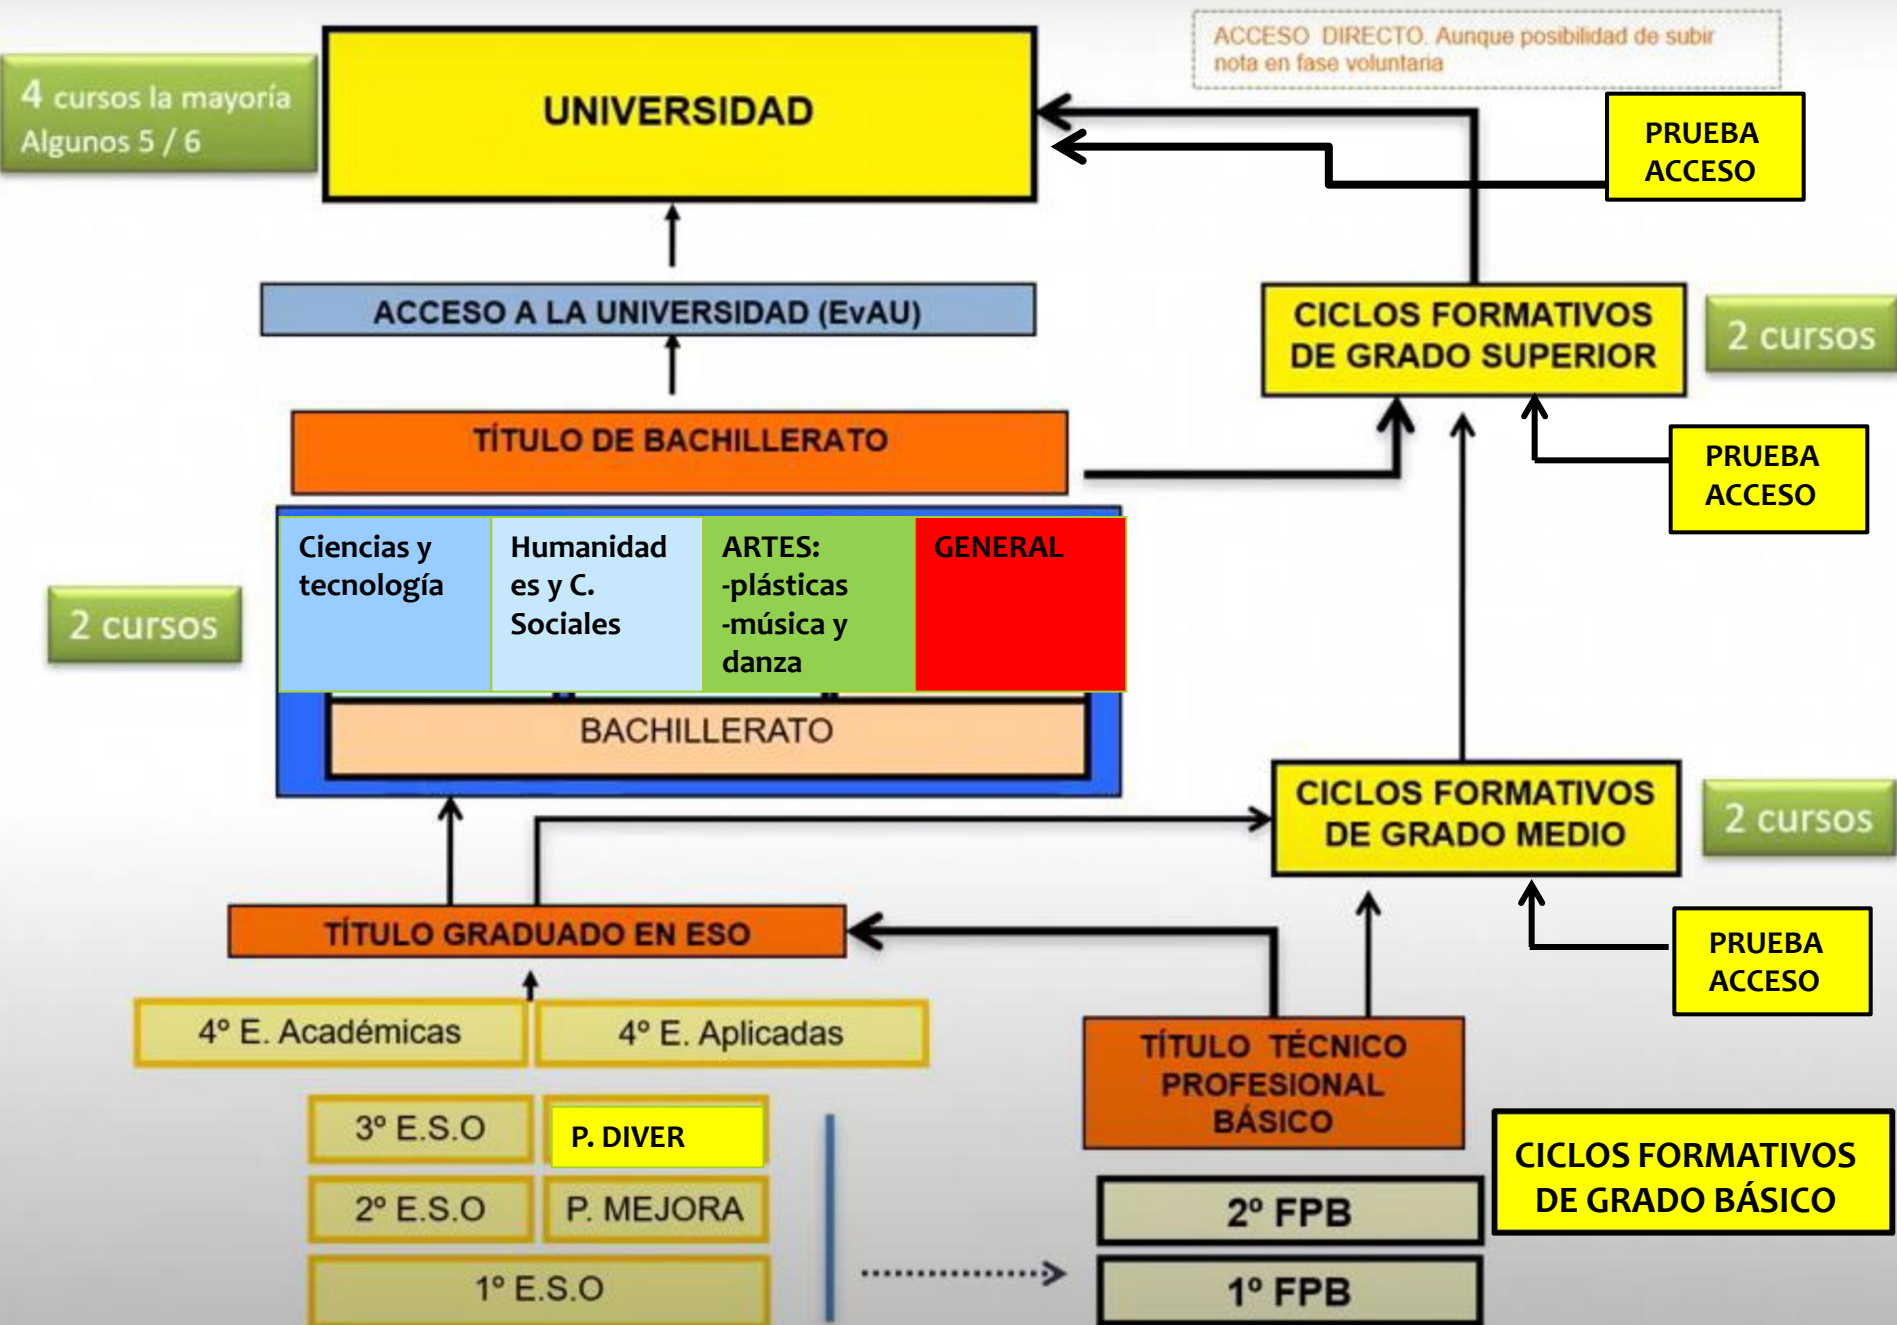 ACCESO DIRECTO. Aunque posibilidad de subir
nota en fase voluntaria
4 cursos la mayoría
Algunos 5 / 6
UNIVERSIDAD
PRUEBA
ACCESO
ACCESO A LA UNIVERSIDAD (EvAU)
CICLOS FORMATIVOS
DE GRADO SUPERIOR
2 cursos
TÍTULO DE BACHILLERATO
PRUEBA
ACCESO
Ciencias y
tecnología
Humanidad
es y C.
Sociales
ARTES:
-plásticas
-música y
danza
GENERAL
2 cursos
BACHILLERATO
CICLOS FORMATIVOS
DE GRADO MEDIO
2 cursos
TÍTULO GRADUADO EN ESO
PRUEBA
ACCESO
4º E. Académicas
4º E. Aplicadas
TÍTULO TÉCNICO
PROFESIONAL
BÁSICO
3º E.S.O
P. DIVER
CICLOS FORMATIVOS
DE GRADO BÁSICO
2º E.S.O
P. MEJORA
2º FPB
1º E.S.O
1º FPB